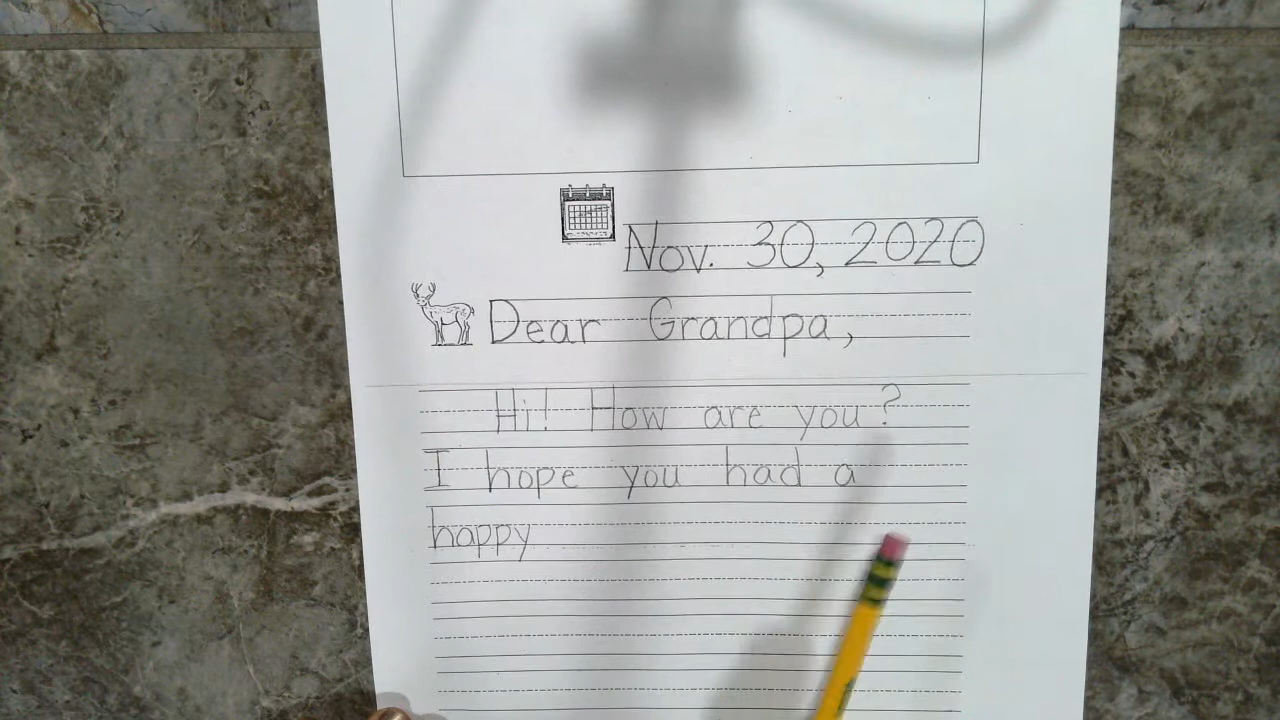 Nov. 30, 2020
Dear Grandpa,
Hi! How are you?
I hope you had a
happy